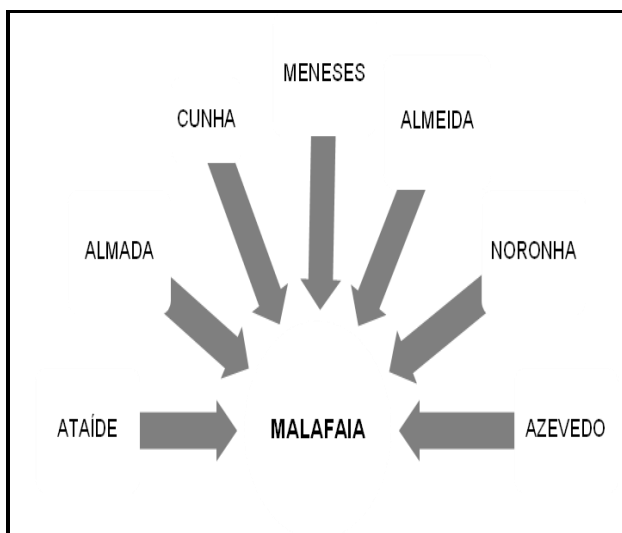 MENESES
CUNHA
ALMEIDA
ALMADA
NORONHA
ATAÍDE
MALAFAIA
AZEVEDO